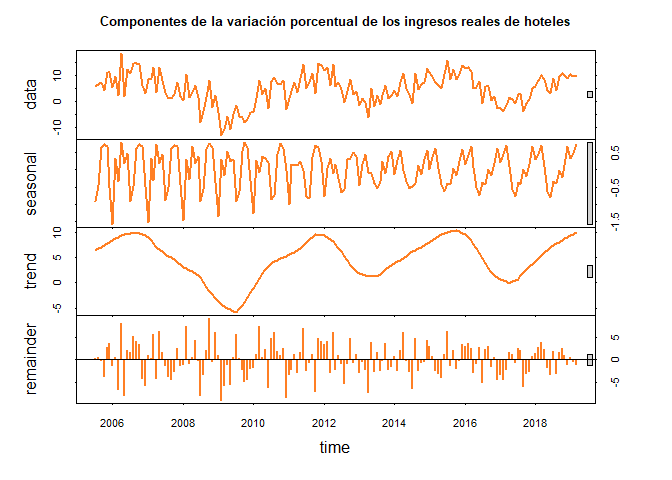 Componentes de la variación porcentual de los ingresos reales de hoteles
data
-10 0 10
seasonal
-1.5 -0.5 0.5
trend
-5 0 5 10
remainder
-5 0 5
2006 2008 2010 2012 2014 2016 2018
time